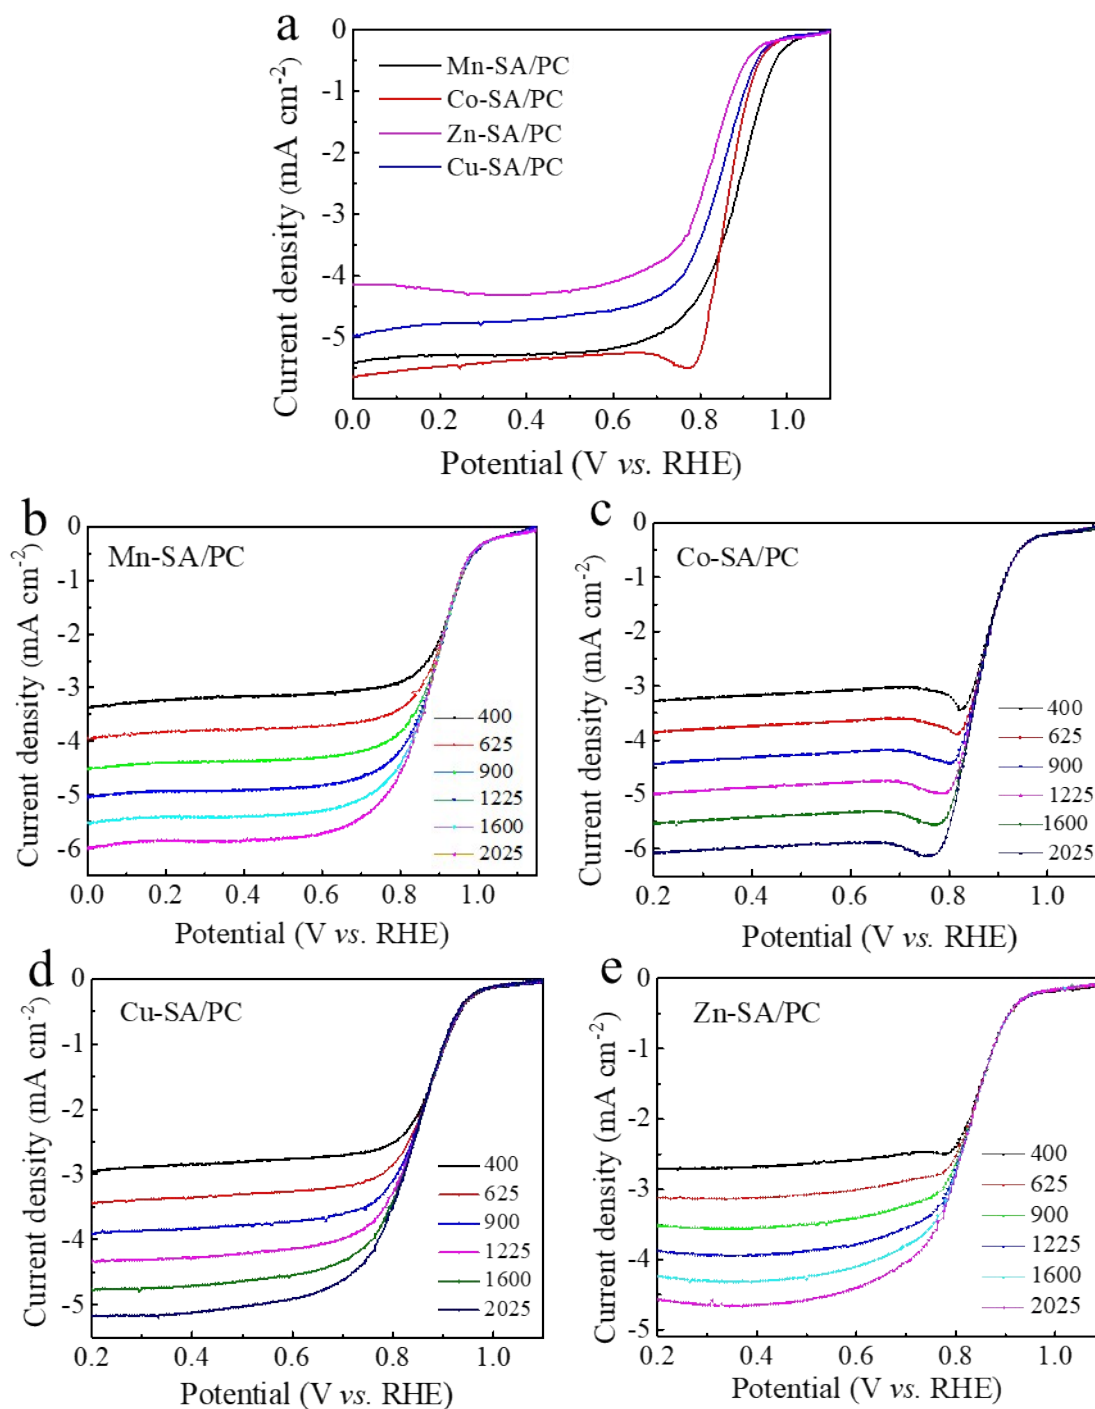 a
Current density (mA cm⁻²)
0
-1
-2
-3
-4
-5
Mn-SA/PC
Co-SA/PC
Zn-SA/PC
Cu-SA/PC
0.0 0.2 0.4 0.6 0.8 1.0
Potential (V vs. RHE)
b
Current density (mA cm⁻²)
0
-1
-2
-3
-4
-5
-6
Mn-SA/PC
400
625
900
1225
1600
2025
0.0 0.2 0.4 0.6 0.8 1.0
Potential (V vs. RHE)
c
Current density (mA cm⁻²)
0
-1
-2
-3
-4
-5
-6
Co-SA/PC
400
625
900
1225
1600
2025
0.2 0.4 0.6 0.8 1.0
Potential (V vs. RHE)
d
Current density (mA cm⁻²)
0
-1
-2
-3
-4
-5
Cu-SA/PC
400
625
900
1225
1600
2025
0.2 0.4 0.6 0.8 1.0
Potential (V vs. RHE)
e
Current density (mA cm⁻²)
0
-1
-2
-3
-4
-5
Zn-SA/PC
400
625
900
1225
1600
2025
0.2 0.4 0.6 0.8 1.0
Potential (V vs. RHE)